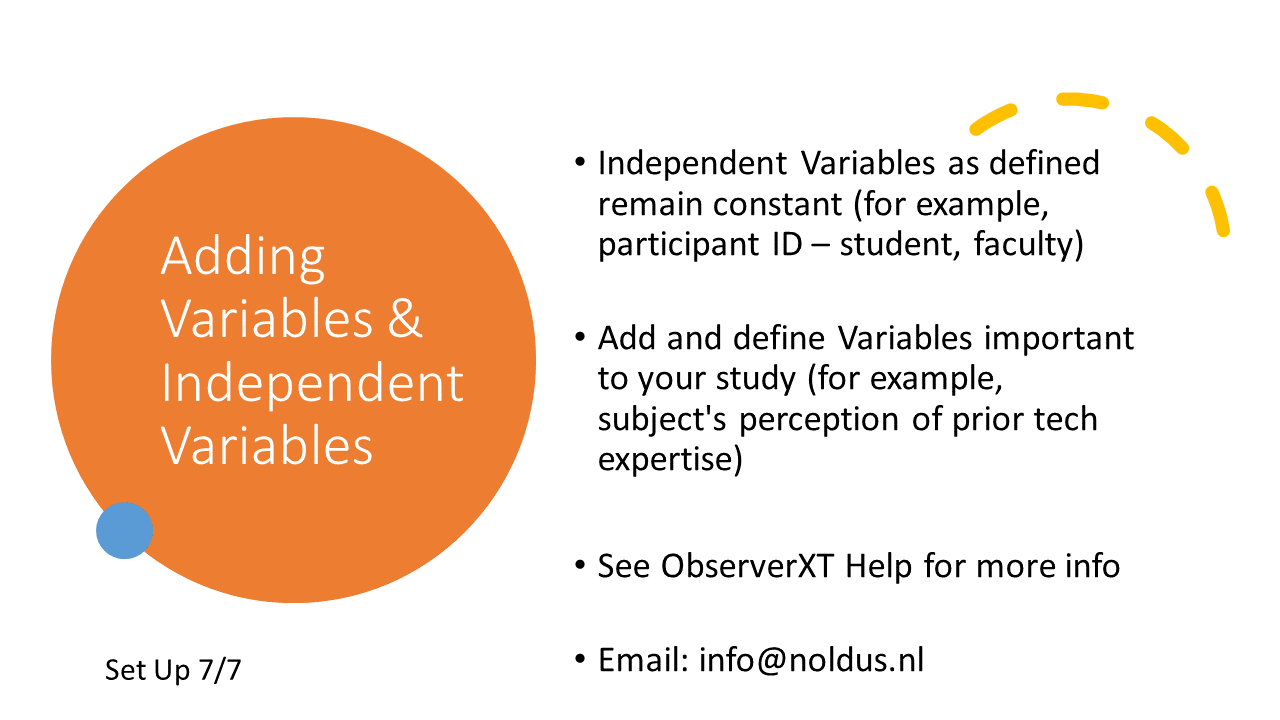 Adding
Variables &
Independent
Variables
• Independent Variables as defined
remain constant (for example,
participant ID – student, faculty)
• Add and define Variables important
to your study (for example,
subject's perception of prior tech
expertise)
• See ObserverXT Help for more info
• Email: info@noldus.nl
Set Up 7/7